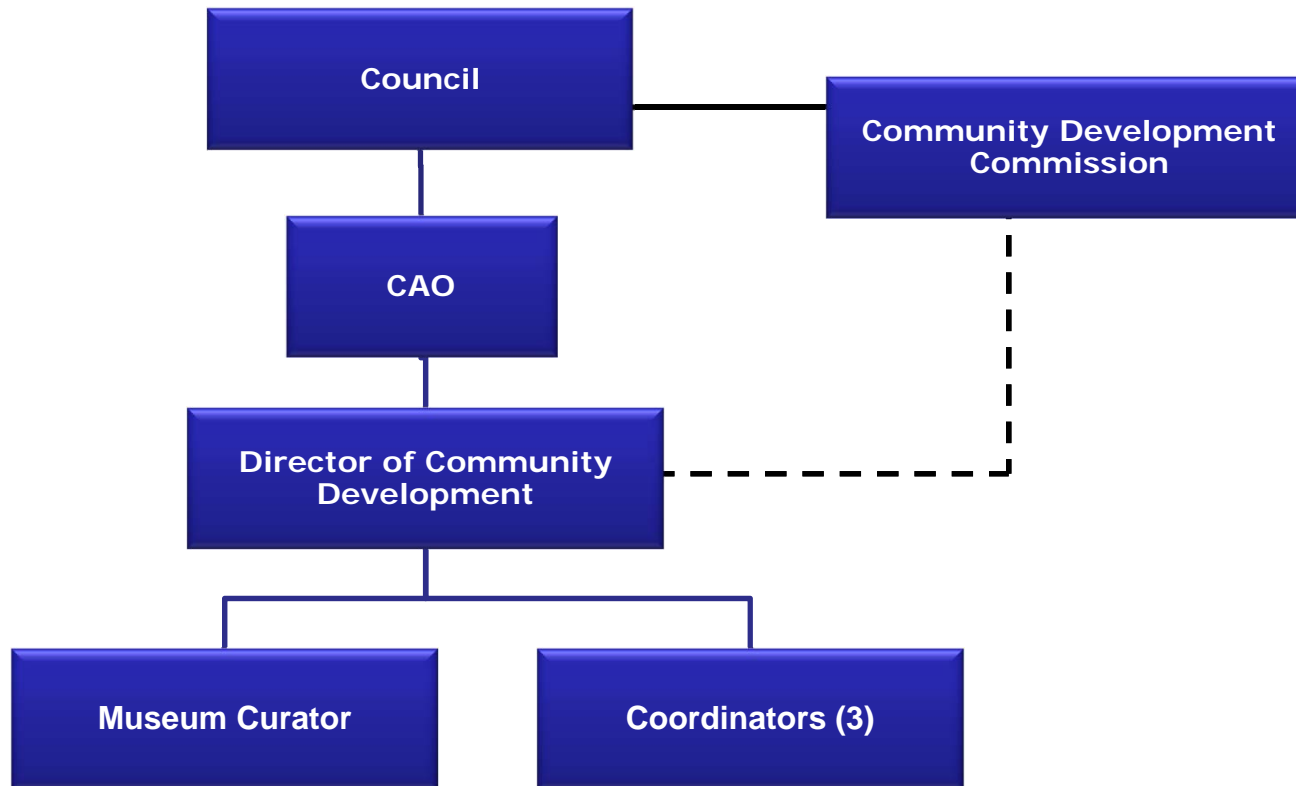 Council
Community Development
Commission
CAO
Director of Community
Development
Museum Curator
Coordinators (3)